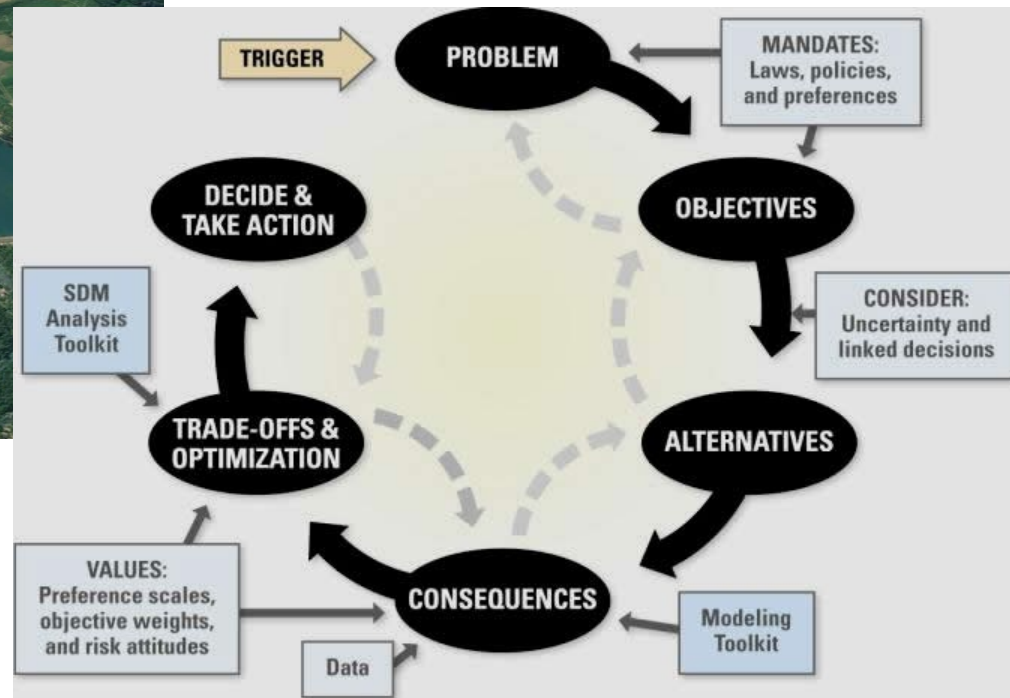 TRIGGER
PROBLEM
MANDATES:
Laws, policies,
and preferences
DECIDE &
TAKE ACTION
OBJECTIVES
SDM
Analysis
Toolkit
CONSIDER:
Uncertainty and
linked decisions
TRADE-OFFS &
OPTIMIZATION
ALTERNATIVES
VALUES:
Preference scales,
objective weights,
and risk attitudes
CONSEQUENCES
Modeling
Toolkit
Data